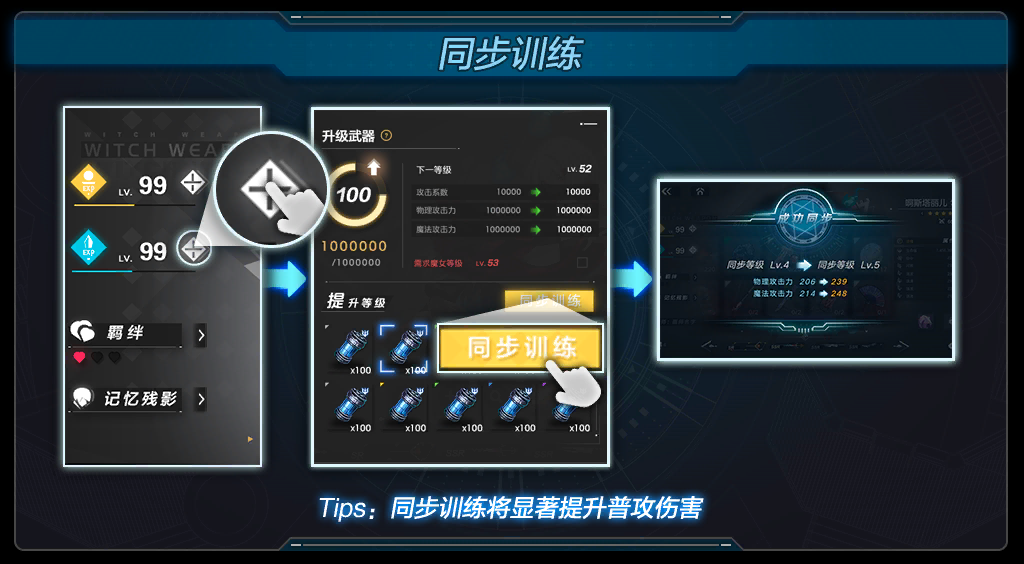 同步训练
WITCH WEA
WITCH WEAP
EXP
LV. 99
EXP
LV. 99
羁绊
记忆残影
升级武器 ?
100
1000000
/1000000
下一等级 LV. 52
攻击系数 10000 10000
物理攻击力 1000000 1000000
魔法攻击力 1000000 1000000
需求魔女等级 LV. 53
提升等级
同步训练
x100
x100
同步训练
x100
x100
x100
x100
x100
成功同步
同步等级 Lv.4 同步等级 Lv.5
物理攻击力 206 239
魔法攻击力 214 248
Tips：同步训练将显著提升普攻伤害